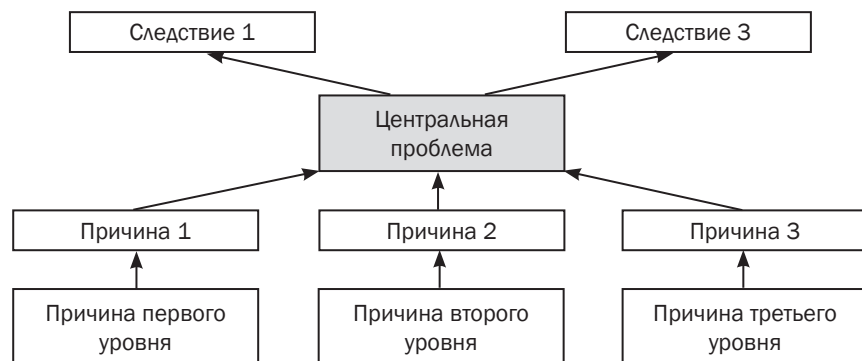 Следствие 1
Следствие 3
Центральная
проблема
Причина 1
Причина 2
Причина 3
Причина первого
уровня
Причина второго
уровня
Причина третьего
уровня